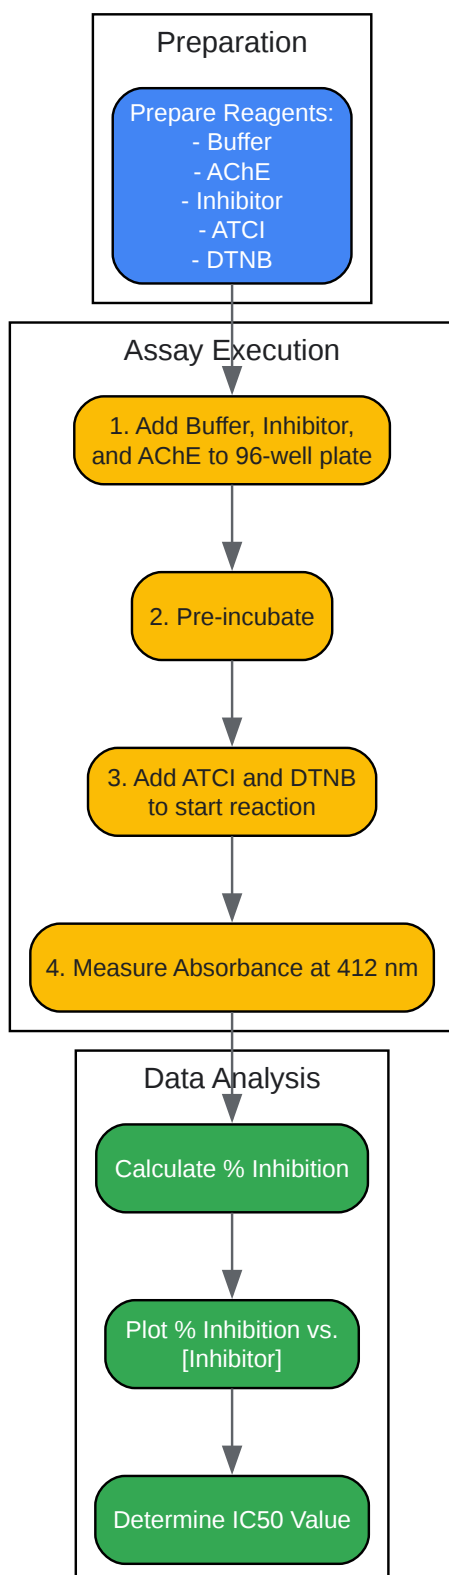 Preparation
Prepare Reagents:
- Buffer
- AChE
- Inhibitor
- ATCI
- DTNB
Assay Execution
1. Add Buffer, Inhibitor,
and AChE to 96-well plate
2. Pre-incubate
3. Add ATCI and DTNB
to start reaction
4. Measure Absorbance at 412 nm
Data Analysis
Calculate % Inhibition
Plot % Inhibition vs.
[Inhibitor]
Determine IC50 Value